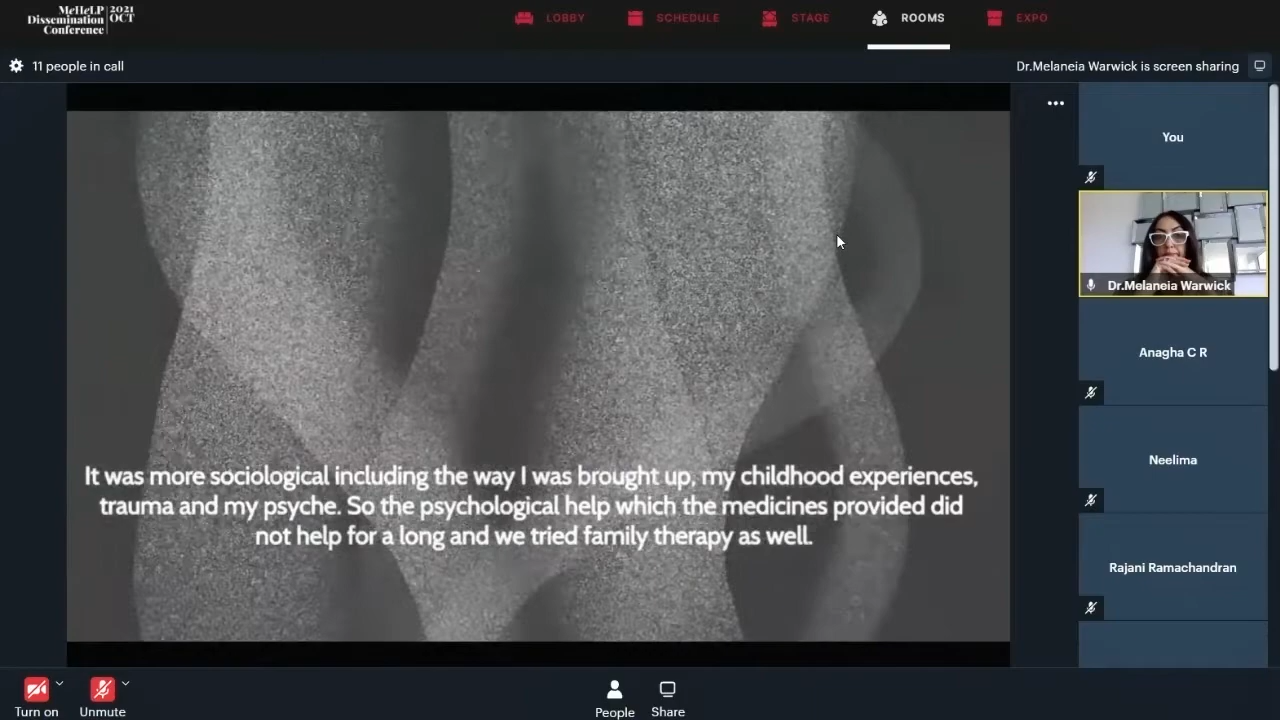 MeHeLP 2021
Dissemination OCT
Conference
LOBBY
SCHEDULE
STAGE
ROOMS
EXPO
11 people in call
Dr.Melaneia Warwick is screen sharing
You
Dr.Melaneia Warwick
Anagha C R
Neelima
Rajani Ramachandran
It was more sociological including the way I was brought up, my childhood experiences,
trauma and my psyche. So the psychological help which the medicines provided did
not help for a long and we tried family therapy as well.
Turn on
Unmute
People
Share